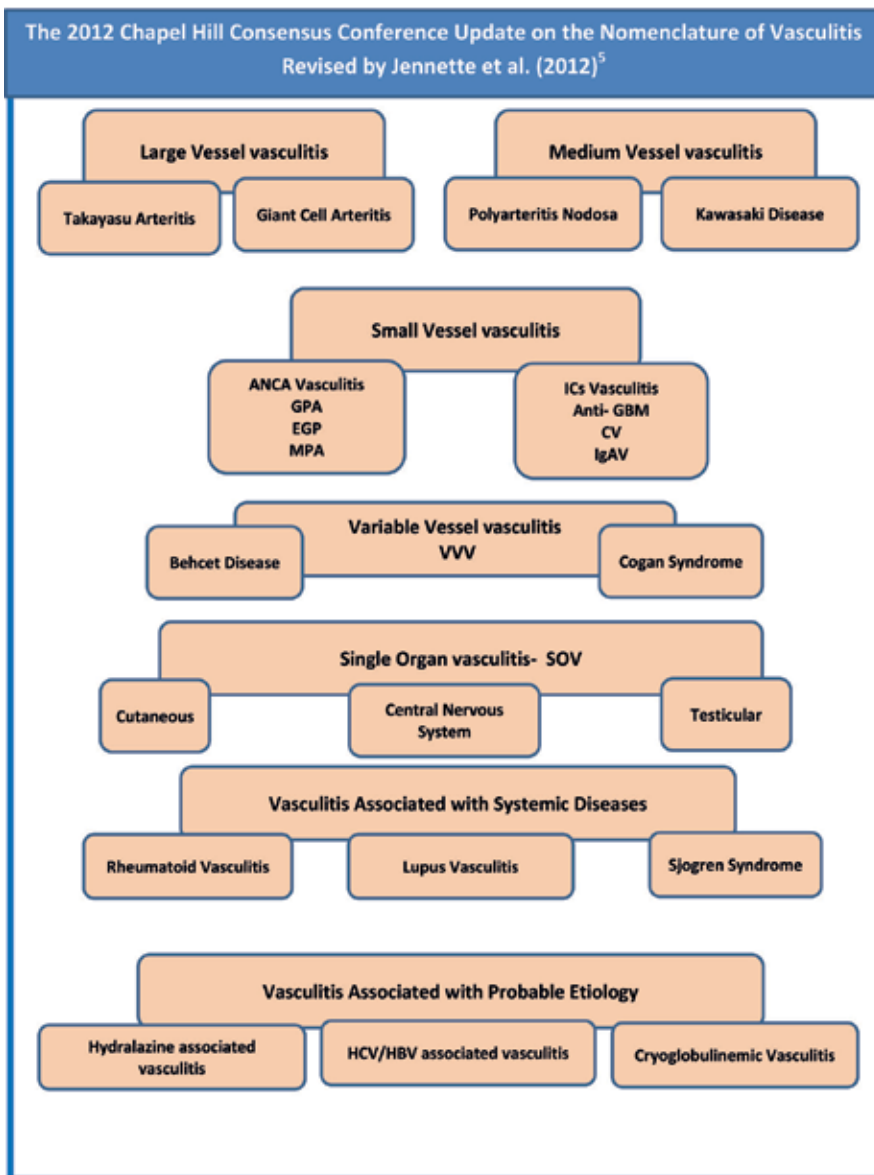 The 2012 Chapel Hill Consensus Conference Update on the Nomenclature of Vasculitis
Revised by Jennette et al. (2012)5
Large Vessel vasculitis
Takayasu Arteritis
Giant Cell Arteritis
Medium Vessel vasculitis
Polyarteritis Nodosa
Kawasaki Disease
Small Vessel vasculitis
ANCA Vasculitis
GPA
EGP
MPA
ICs Vasculitis
Anti- GBM
CV
IgAV
Variable Vessel vasculitis
VVV
Behcet Disease
Cogan Syndrome
Single Organ vasculitis- SOV
Cutaneous
Central Nervous
System
Testicular
Vasculitis Associated with Systemic Diseases
Rheumatoid Vasculitis
Lupus Vasculitis
Sjogren Syndrome
Vasculitis Associated with Probable Etiology
Hydralazine associated
vasculitis
HCV/HBV associated vasculitis
Cryoglobulinemic Vasculitis